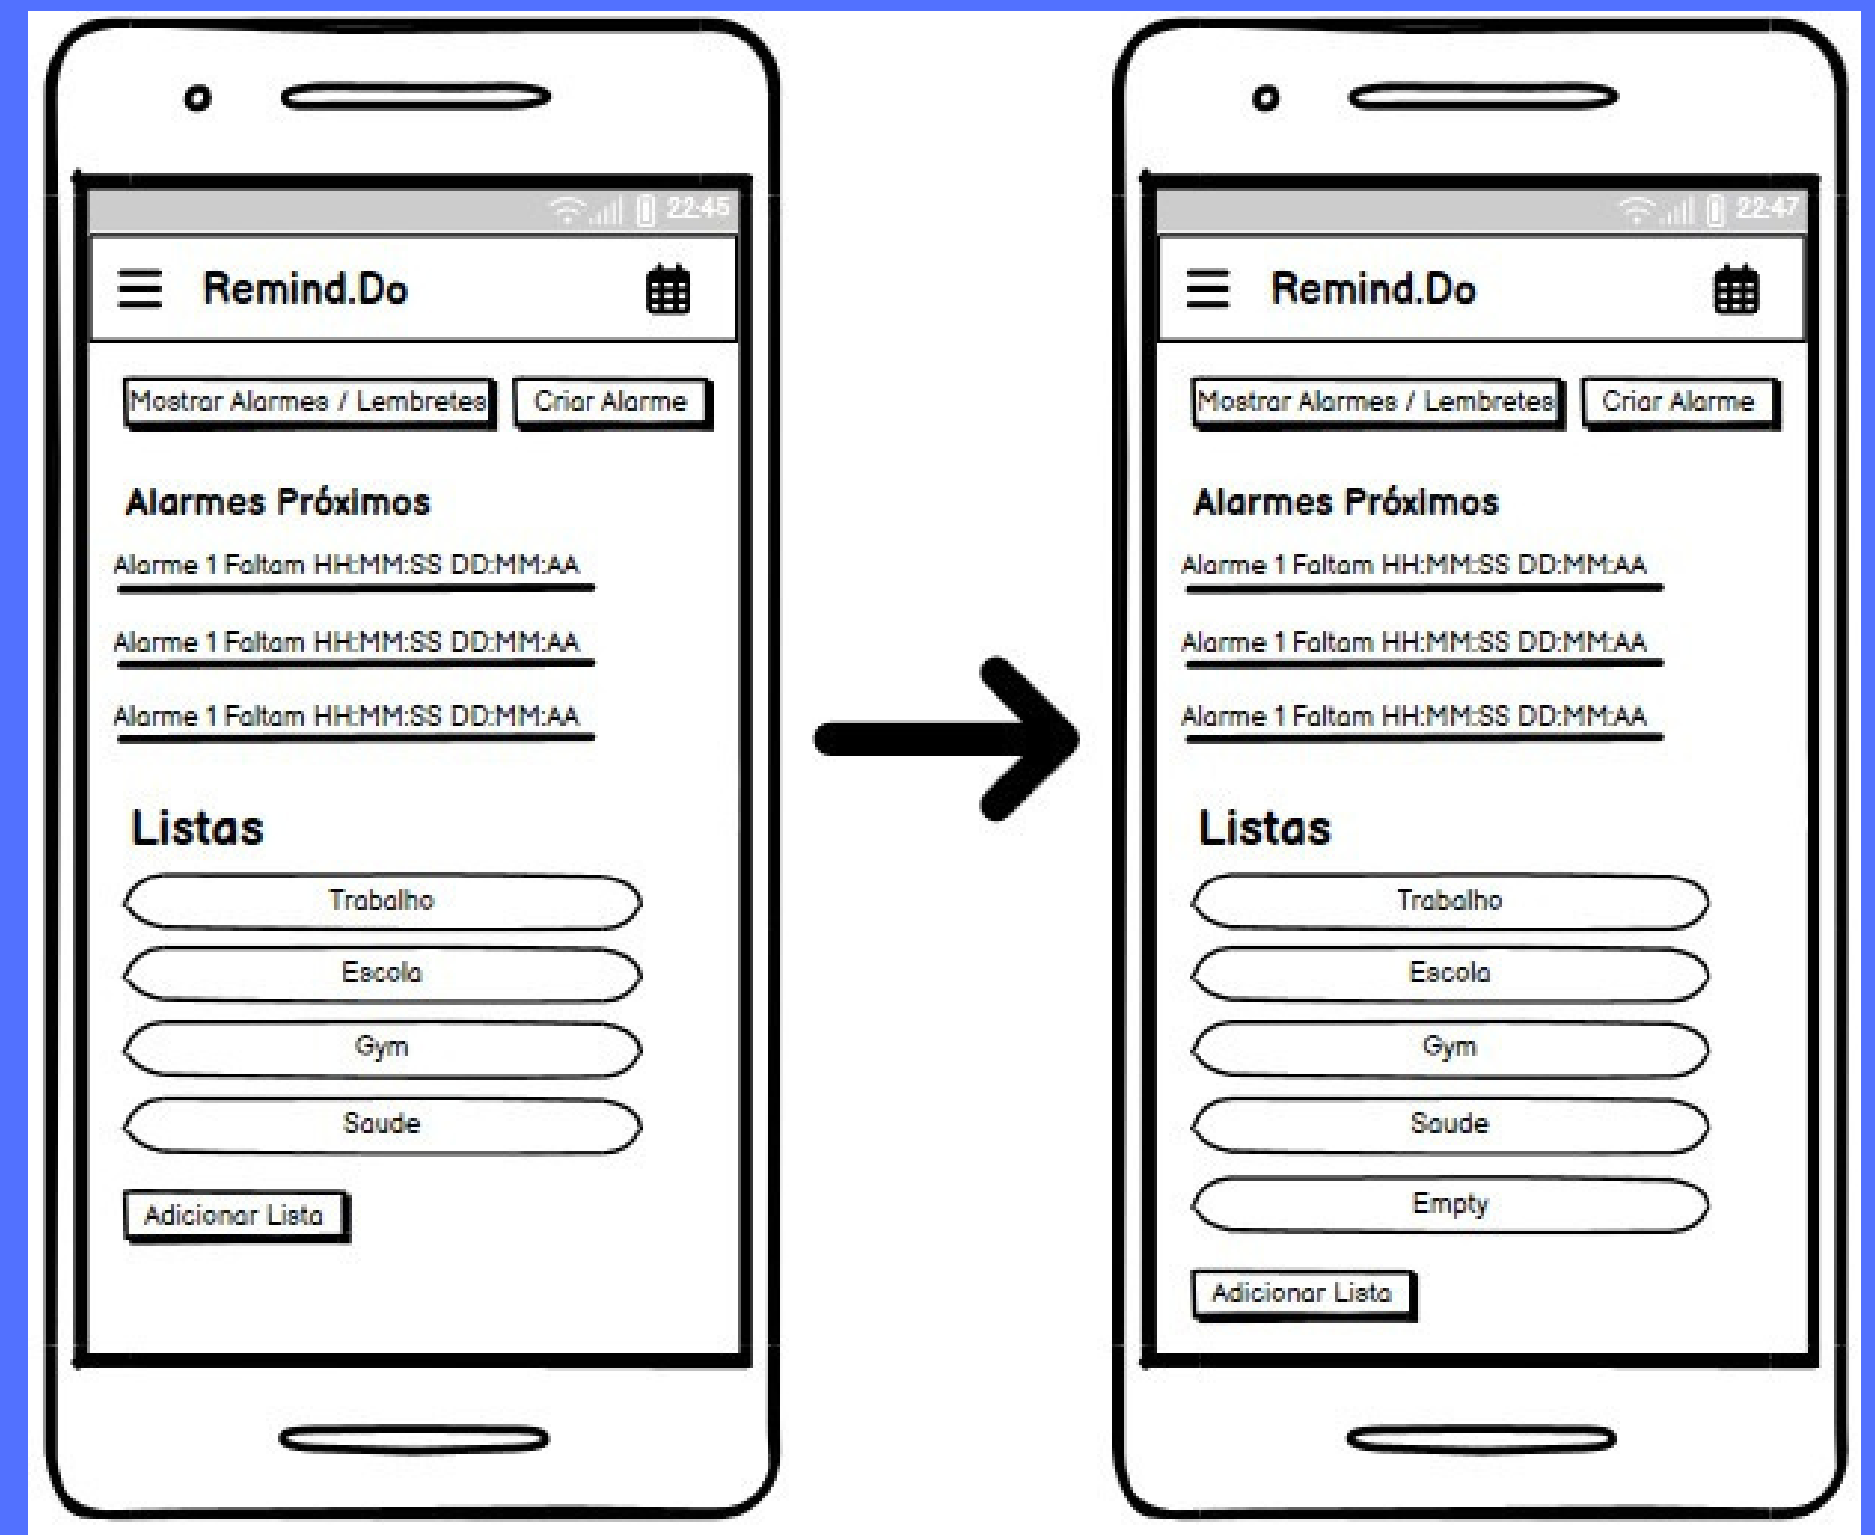 22:45
Remind.Do
Mostrar Alarmes / Lembretes
Criar Alarme
Alarmes Próximos
Alarme 1 Faltam HH:MM:SS DD:MM:AA
Alarme 1 Faltam HH:MM:SS DD:MM:AA
Alarme 1 Faltam HH:MM:SS DD:MM:AA
Listas
Trabalho
Escola
Gym
Saude
Adicionar Lista
22:47
Remind.Do
Mostrar Alarmes / Lembretes
Criar Alarme
Alarmes Próximos
Alarme 1 Faltam HH:MM:SS DD:MM:AA
Alarme 1 Faltam HH:MM:SS DD:MM:AA
Alarme 1 Faltam HH:MM:SS DD:MM:AA
Listas
Trabalho
Escola
Gym
Saude
Empty
Adicionar Lista